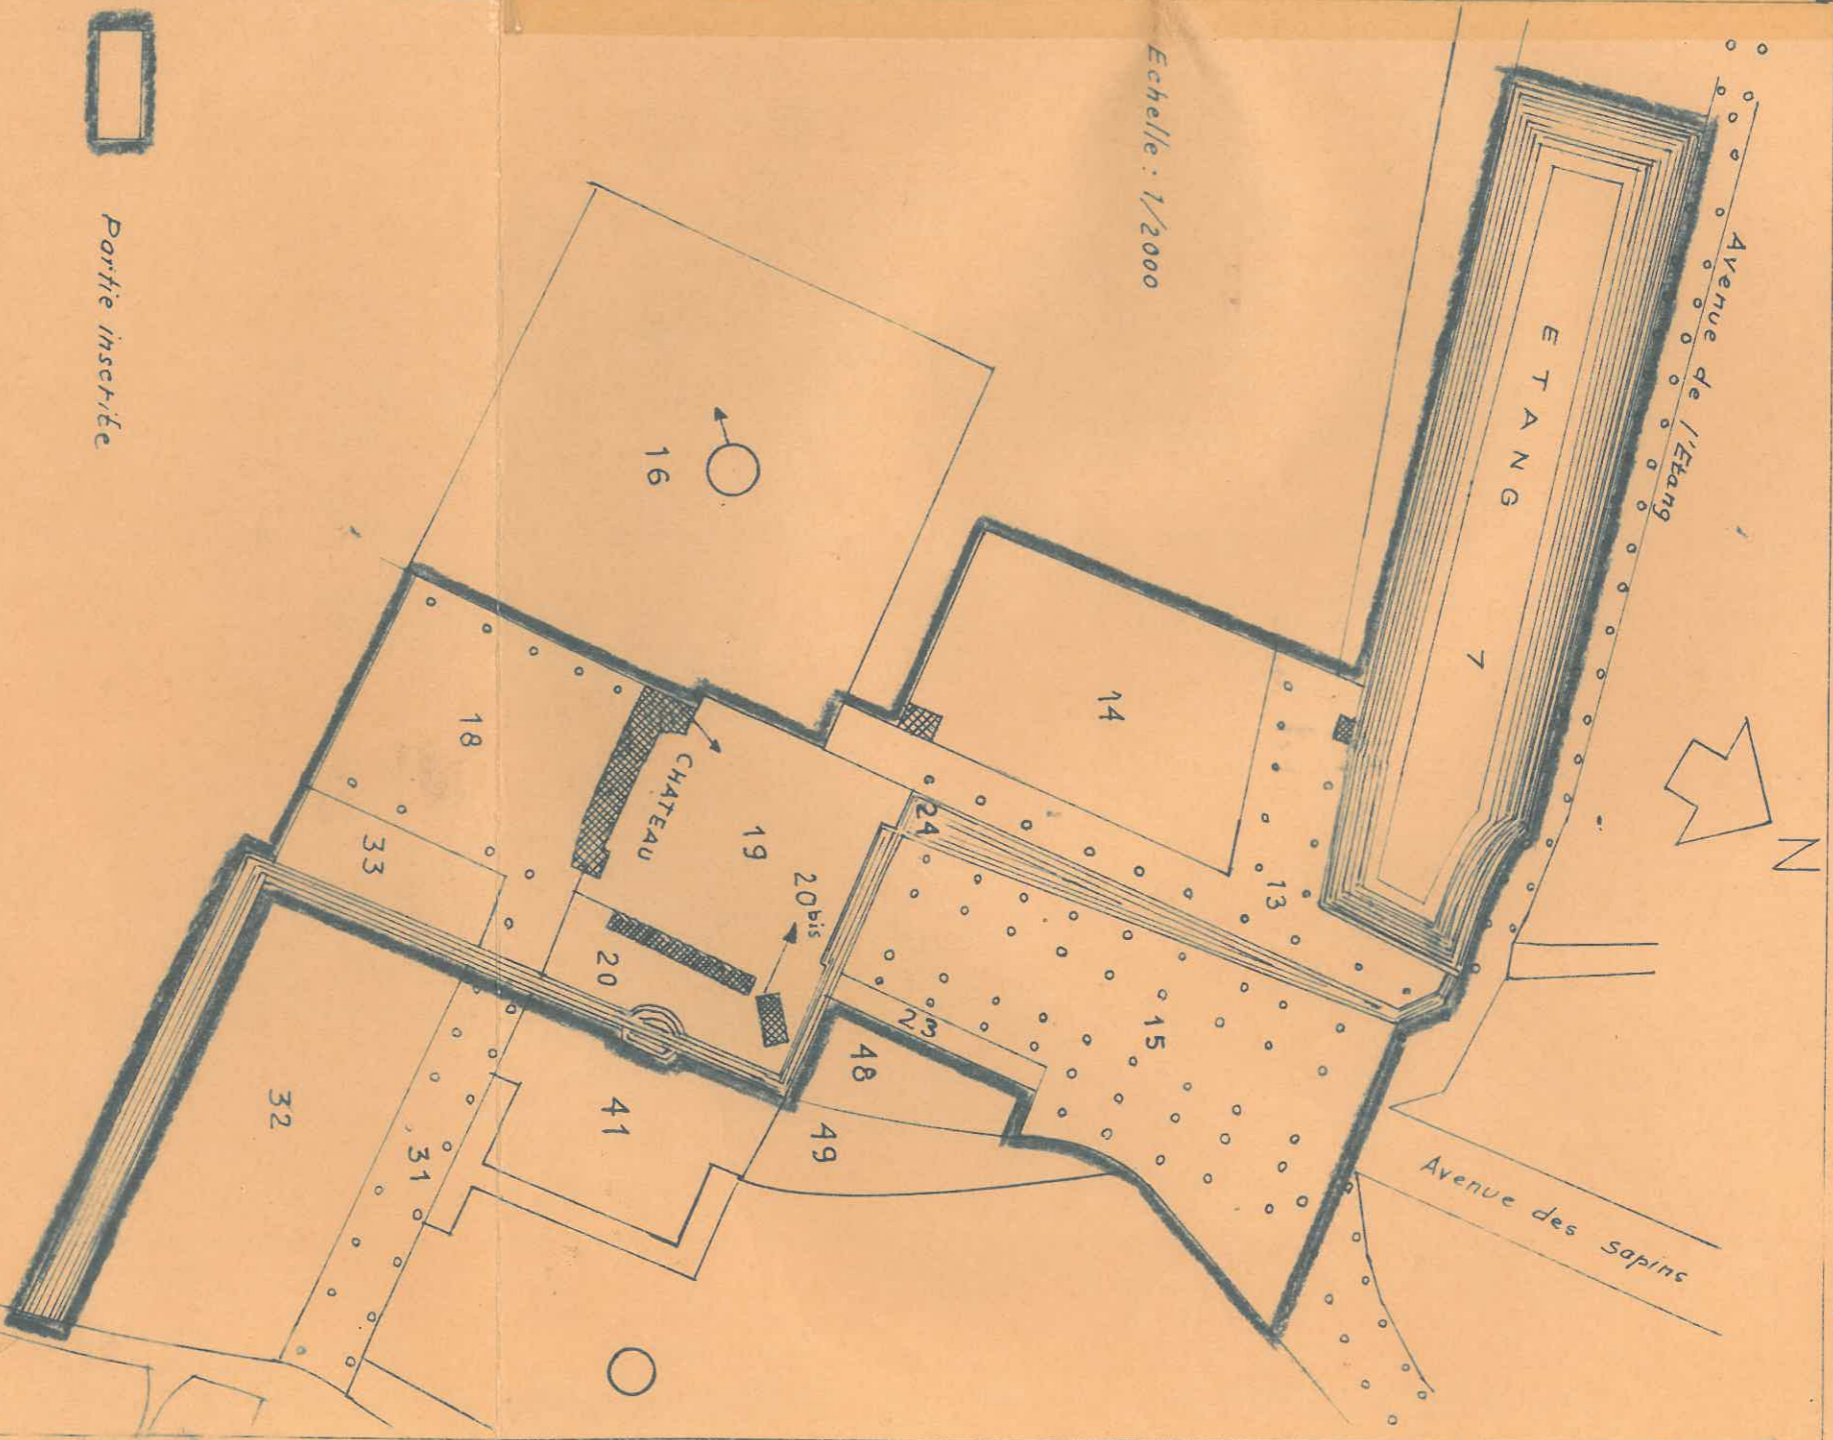 Avenue de l'Etang
ETANG
7
N
Echelle : 1/2000
16
14
13
24
15
23
18
CHATEAU
19
20bis
20
33
48
49
41
32
31
Avenue des sapins
Partie inscrite